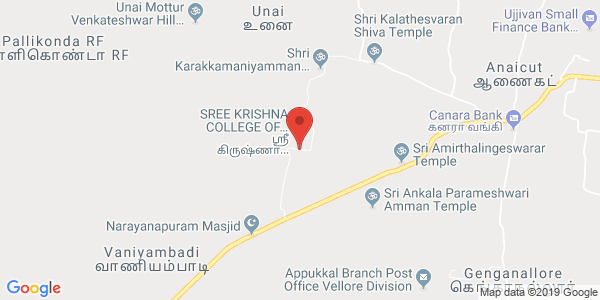 Unai Mottur
Venkateshwar Hill...
Unai
உனை
Shri Kalathesvaran
Shiva Temple
Ujjivan Small
Finance Bank...
Pallikonda RF
ளிகொண்டா RF
Shri
Karakkamaniyamman...
Anaicut
ஆணைகட்
SREE KRISHNA
COLLEGE OF...
ஸ்ரீ
கிருஷ்ணா...
Canara Bank
கனரா வங்கி
Sri Amirthalingeswarar
Temple
Sri Ankala Parameshwari
Amman Temple
Narayanapuram Masjid
Vaniyambadi
வாணியம்பாடி
Appukkal Branch Post
Office Vellore Division
Genganallore
Google
Map data ©2019 Google